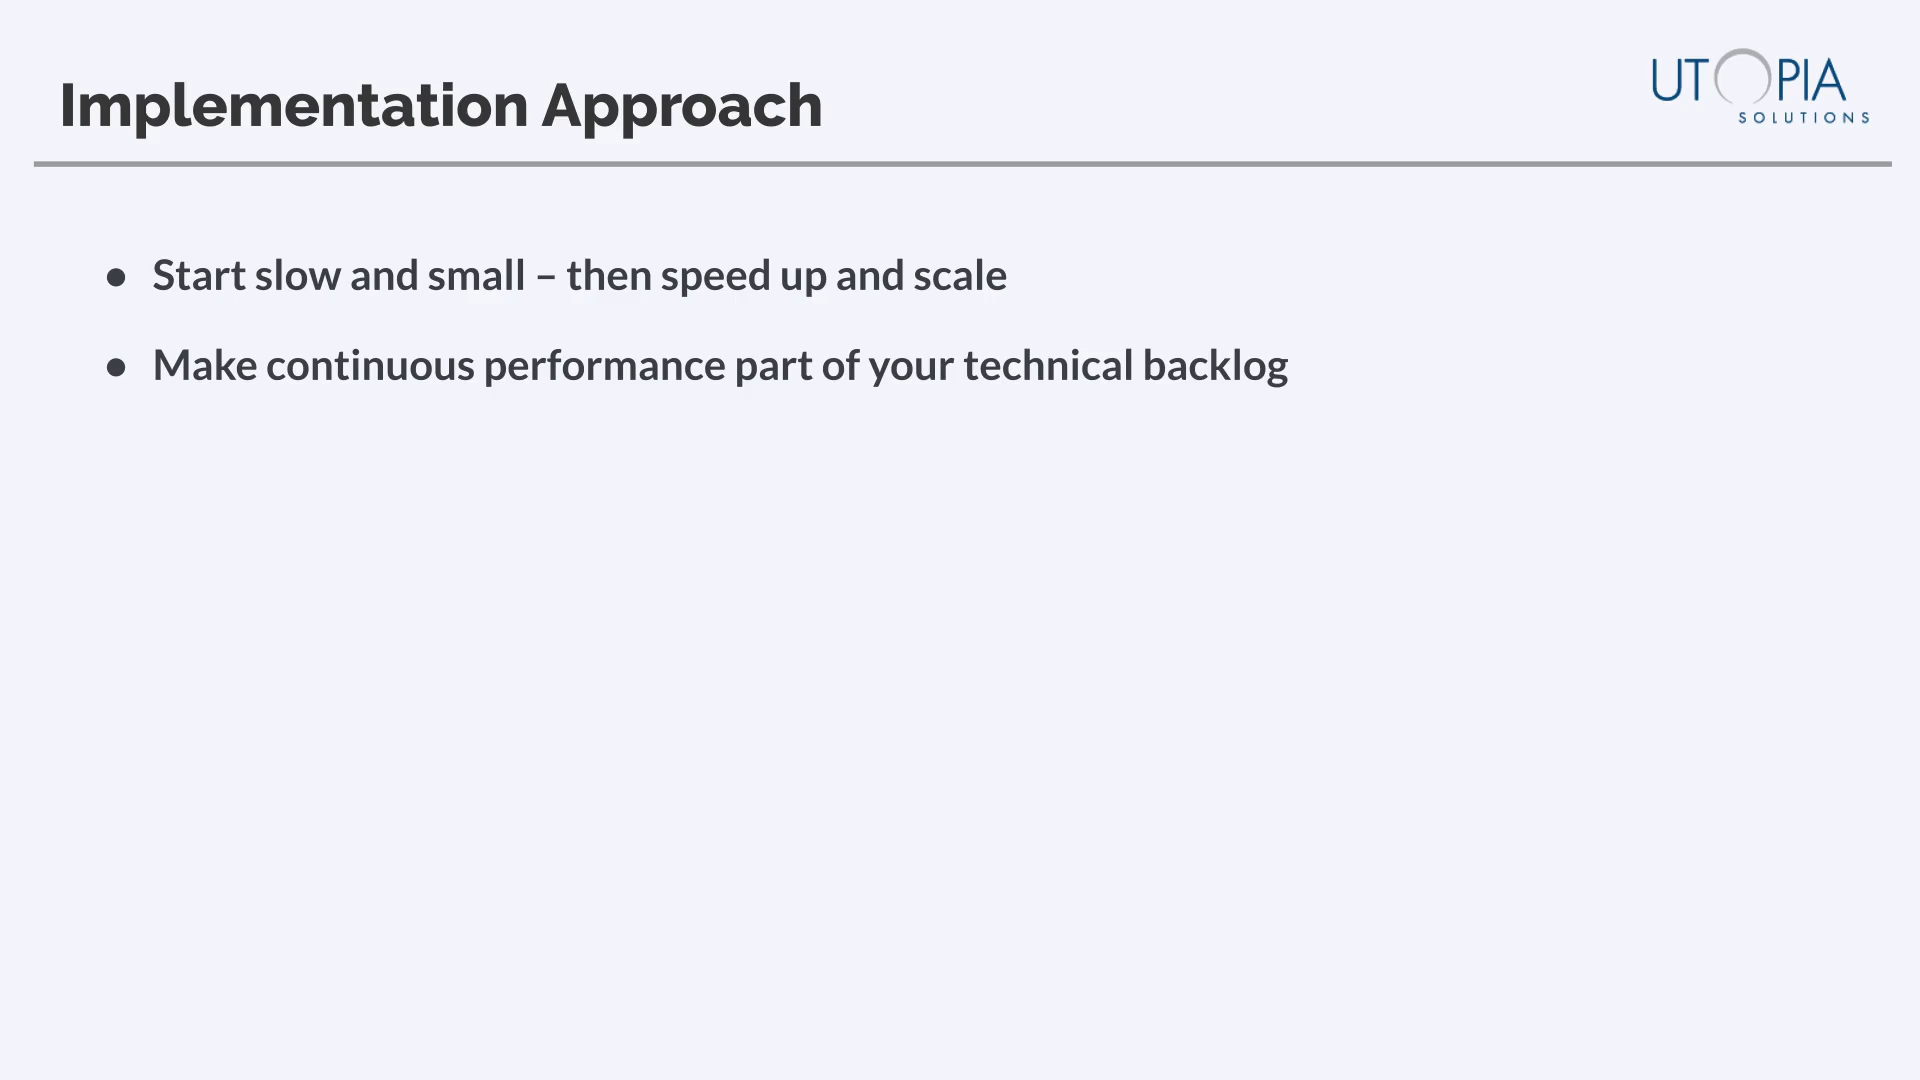 Implementation Approach
UTOPIA
SOLUTIONS
● Start slow and small – then speed up and scale
● Make continuous performance part of your technical backlog